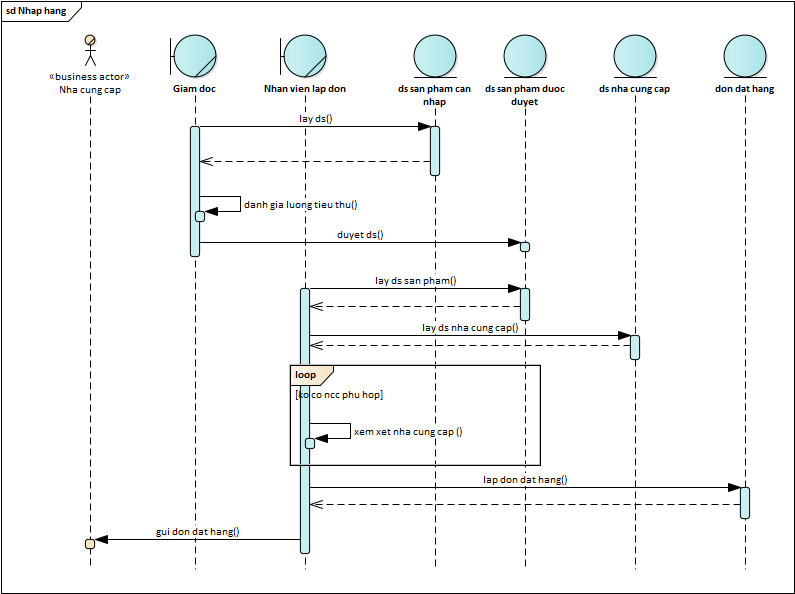 sd Nhap hang
«business actor»
Nha cung cap
Giam doc
Nhan vien lap don
ds san pham can
nhap
ds san pham duoc
duyet
ds nha cung cap
don dat hang
lay ds()
danh gia luong tieu thu()
duyet ds()
lay ds san pham()
lay ds nha cung cap()
loop
[ko co ncc phu hop]
xem xet nha cung cap ()
lap don dat hang()
gui don dat hang()